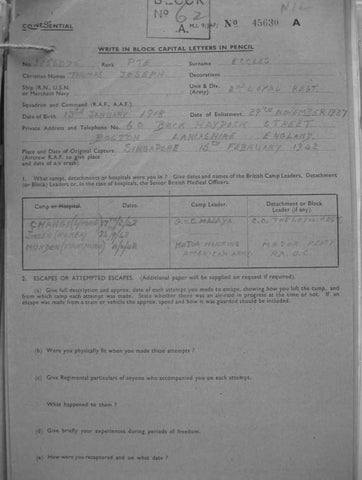 BLOCK
No 62
.A.
NIL
CONFIDENTIAL
M.I. 9/JAP/
No 45630 A
WRITE IN BLOCK CAPITAL LETTERS IN PENCIL
No. Rank PTE Surname ECCLES
Christian Names THOMAS JOSEPH Decorations
Ship (R.N., U.S.N. or Merchant Navy
Unit & Div. (Army) 2ND LOYAL REGT.
Squadron and Command (R.A.F., A.A.F.)
Date of Birth JANUARY 1918 Date of Enlistment 29TH NOVEMBER 1937
Private Address and Telephone No. 60 BUCK HAYDOCK STREET
BOLTON LANCASHIRE ENGLAND.
Place and Date of Original Capture SINGAPORE 15TH FEBRUARY 1942
(Aircrew R.A.F. to give place and date of a/c crash)
1. What camps, detachments or hospitals were you in? Give dates and names of the British Camp Leaders, Detachment (or Block) Leaders or, in the case of hospitals, the Senior British Medical Officers.
Camp or Hospital. Dates. Camp Leader. Detachment or Block Leader (if any).
CHANGI G.O.C MALAYA C.O. THE LOYAL REGT.
(KOREA)
MUKDEN (MANCHURIA) MAJOR AMERICAN ARMY MAJOR PEATY R.A.O.C
2. ESCAPES OR ATTEMPTED ESCAPES. (Additional paper will be supplied on request if required).
(a) Give full description and approx. date of each attempt you made to escape, showing how you left the camp, and from which camp each attempt was made. State whether there was an air-raid in progress at the time or not. If an escape was made from a train or vehicle the approx. speed and how it was guarded should be included.
(b) Were you physically fit when you made those attempts?
(c) Give Regimental particulars of anyone who accompanied you on each attempt.
What happened to them?
(d) Give briefly your experiences during periods of freedom.
(e) How were you recaptured and on what date?